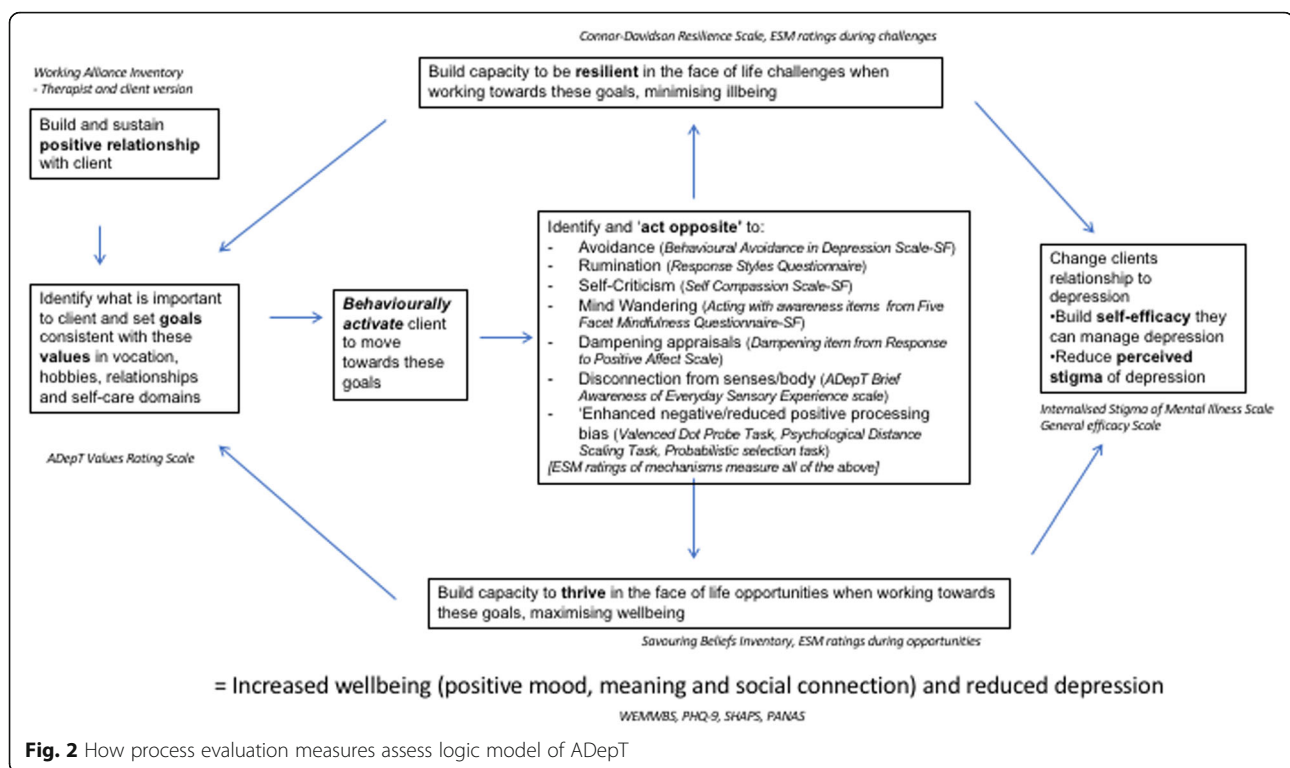 Connor-Davidson Resilience Scale, ESM ratings during challenges
Build capacity to be resilient in the face of life challenges when
working towards these goals, minimising illbeing
Working Alliance Inventory
- Therapist and client version
Build and sustain
positive relationship
with client
Identify what is important
to client and set goals
consistent with these
values in vocation,
hobbies, relationships
and self-care domains
ADepT Values Rating Scale
Behaviourally
activate client
to move
towards these
goals
Identify and 'act opposite' to:
- Avoidance (Behavioural Avoidance in Depression Scale-SF)
- Rumination (Response Styles Questionnaire)
- Self-Criticism (Self Compassion Scale-SF)
- Mind Wandering (Acting with awareness items from Five
Facet Mindfulness Questionnaire-SF)
- Dampening appraisals (Dampening item from Response
to Positive Affect Scale)
- Disconnection from senses/body (ADepT Brief
Awareness of Everyday Sensory Experience scale)
- 'Enhanced negative/reduced positive processing
bias (Valenced Dot Probe Task, Psychological Distance
Scaling Task, Probabilistic selection task)
[ESM ratings of mechanisms measure all of the above]
Change clients
relationship to
depression
•Build self-efficacy they
can manage depression
•Reduce perceived
stigma of depression
Internalised Stigma of Mental Illness Scale
General efficacy Scale
Build capacity to thrive in the face of life opportunities when working towards
these goals, maximising wellbeing
Savouring Beliefs Inventory, ESM ratings during opportunities
= Increased wellbeing (positive mood, meaning and social connection) and reduced depression
WEMWBS, PHQ-9, SHAPS, PANAS
Fig. 2 How process evaluation measures assess logic model of ADepT